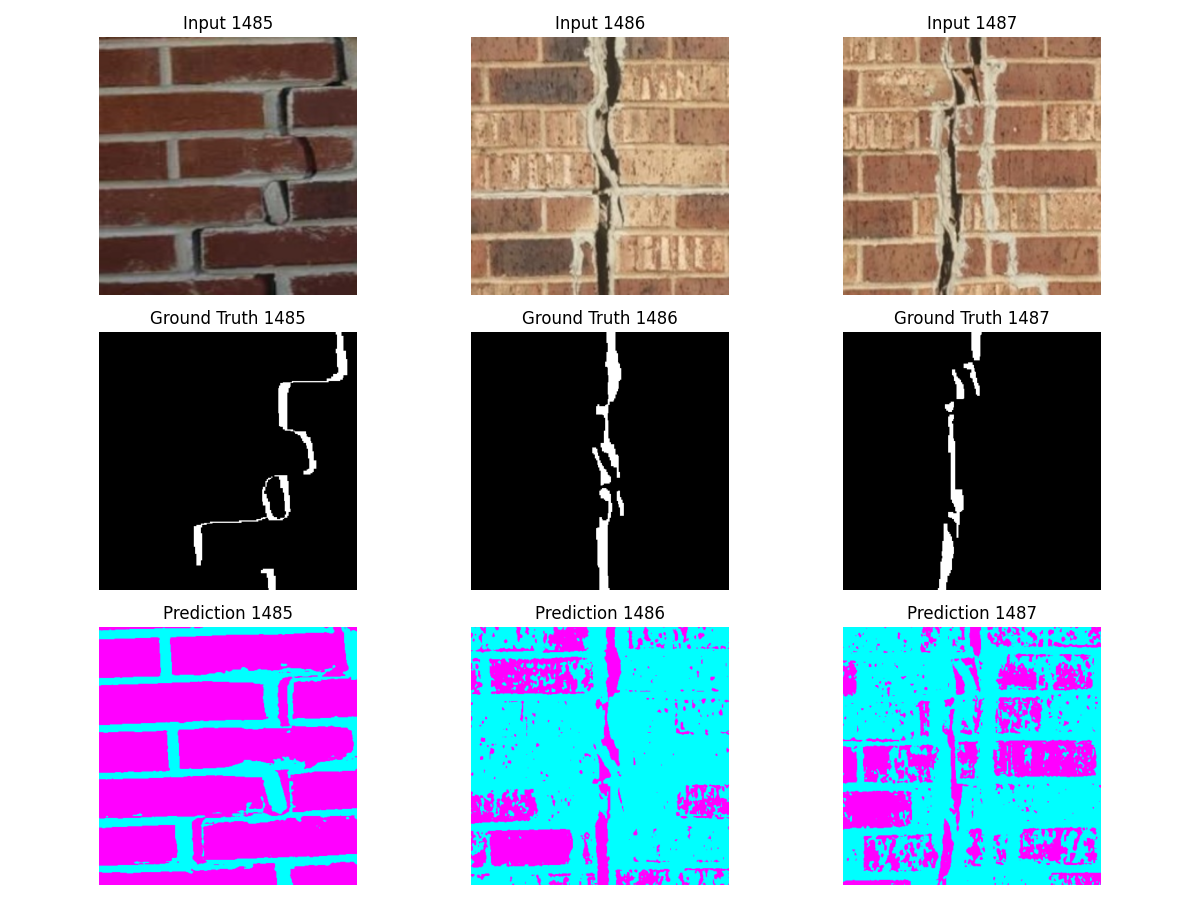 Input 1485
Input 1486
Input 1487
Ground Truth 1485
Ground Truth 1486
Ground Truth 1487
Prediction 1485
Prediction 1486
Prediction 1487